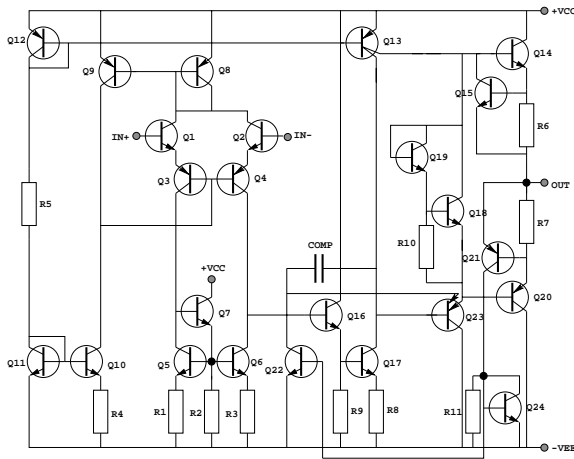 +VCC
Q12
Q13
Q14
Q9
Q8
Q15
IN+
Q1
Q2
IN-
R6
Q19
Q3
Q4
OUT
R5
Q18
R7
R10
COMP
Q21
+VCC
Q7
Q20
Q16
Q23
Q11
Q10
Q5
Q6
Q22
Q17
R4
R1
R2
R3
R9
R8
R11
Q24
-VEE